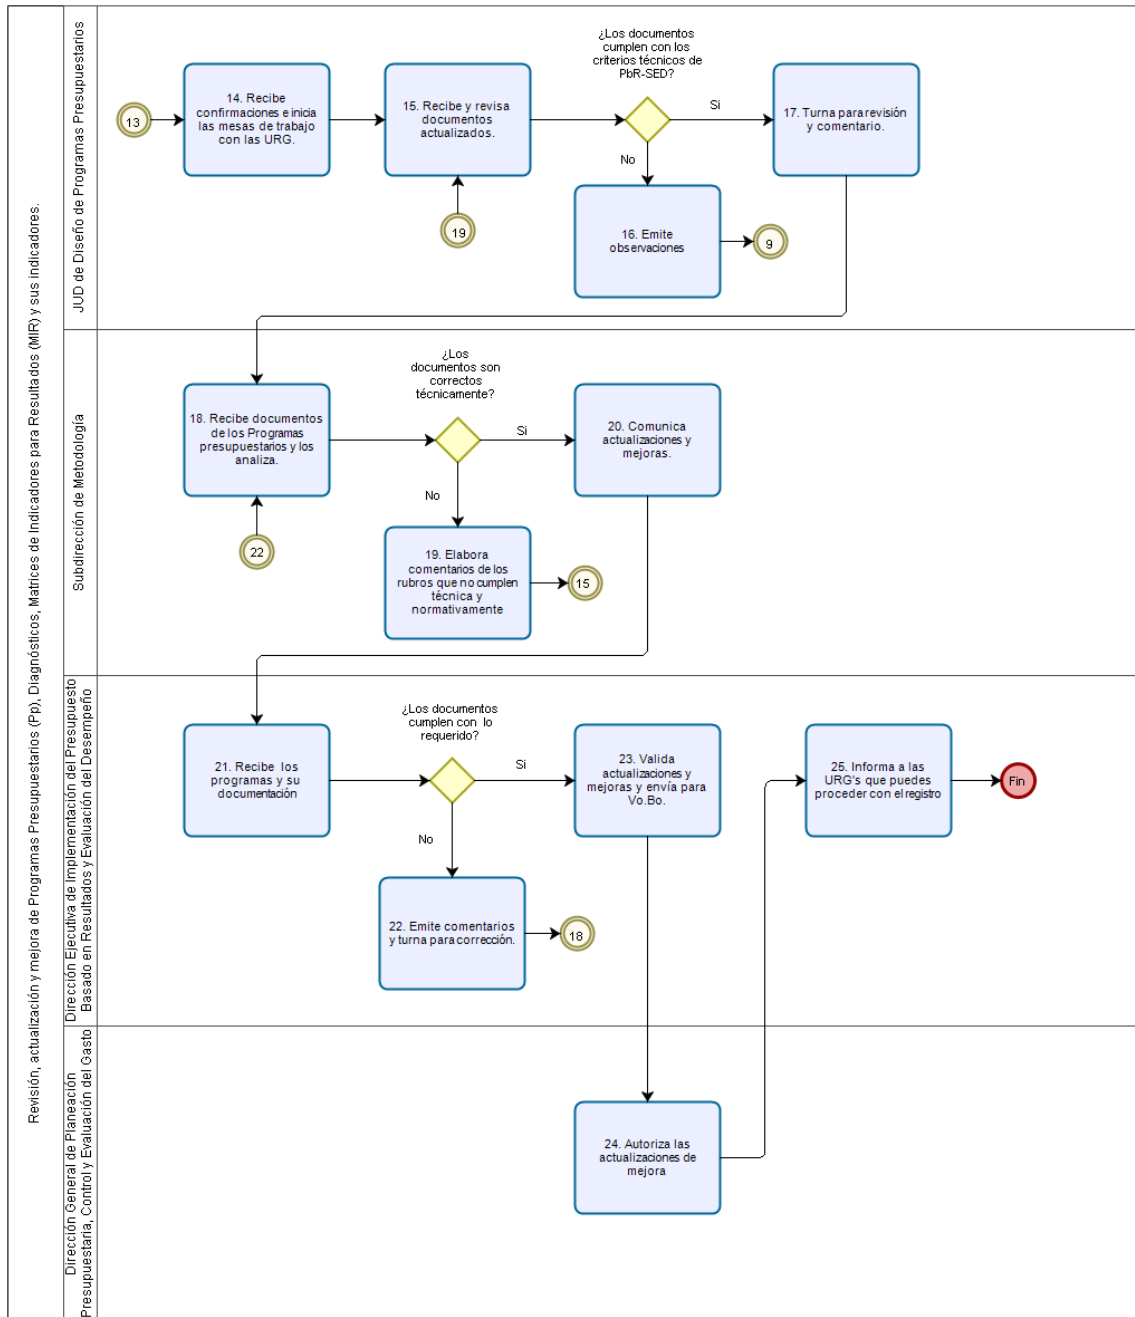 Revisión, actualización y mejora de Programas Presupuestarios (Pp), Diagnósticos, Matrices de Indicadores para Resultados (MIR) y sus indicadores.
JUD de Diseño de Programas Presupuestarios
13
14. Recibe
confirmaciones e inicia
las mesas de trabajo
con las URG.
15. Recibe y revisa
documentos
actualizados.
19
¿Los documentos
cumplen con los
criterios técnicos de
PbR-SED?
Si
No
16. Emite
observaciones
9
17. Turna para revisión
y comentario.
Subdirección de Metodología
18. Recibe documentos
de los Programas
presupuestarios y los
analiza.
22
¿Los
documentos son
correctos
técnicamente?
Si
No
19. Elabora
comentarios de los
rubros que no cumplen
técnica y
normativamente
15
20. Comunica
actualizaciones y
mejoras.
Dirección Ejecutiva de Implementación del Presupuesto
Basado en Resultados y Evaluación del Desempeño
21. Recibe los
programas y su
documentación
¿Los documentos
cumplen con lo
requerido?
Si
No
22. Emite comentarios
y turna para corrección.
18
23. Valida
actualizaciones y
mejoras y envía para
Vo.Bo.
25. Informa a las
URG's que puedes
proceder con el registro
Fin
Dirección General de Planeación
Presupuestaria, Control y Evaluación del Gasto
24. Autoriza las
actualizaciones de
mejora